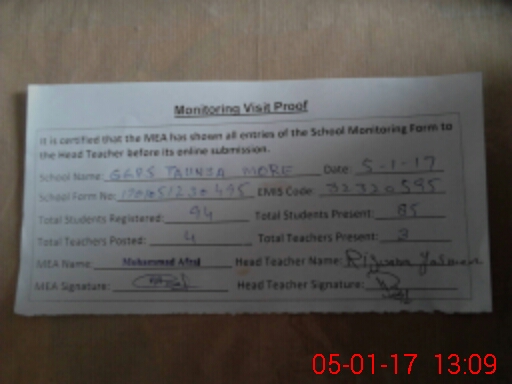 Monitoring Visit Proof
It is certified that the MEA has shown all entries of the School Monitoring Form to
the Head Teacher before its online submission.
School Name: GGPS MORE Date: 5-1-17
School Form No: EMIS Code: 32320595
Total Students Registered: 94 Total Students Present: 85
Total Teachers Posted: 4 Total Teachers Present: 3
MEA Name: Muhammad Afzal Head Teacher Name: Rizwana Yasmeen
MEA Signature: Head Teacher Signature:
05-01-17 13:09